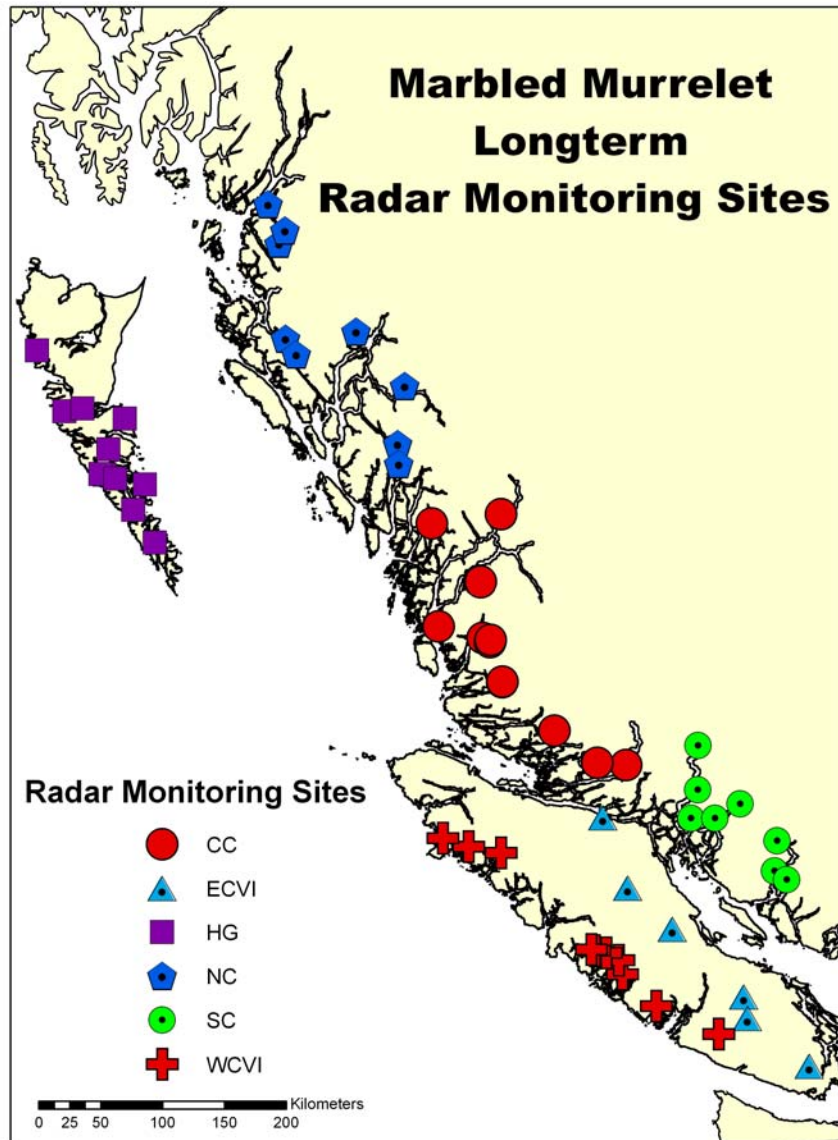 Marbled Murrelet
Longterm
Radar Monitoring Sites
Radar Monitoring Sites
CC
ECVI
HG
NC
SC
WCVI
Kilometers
0 25 50 100 150 200